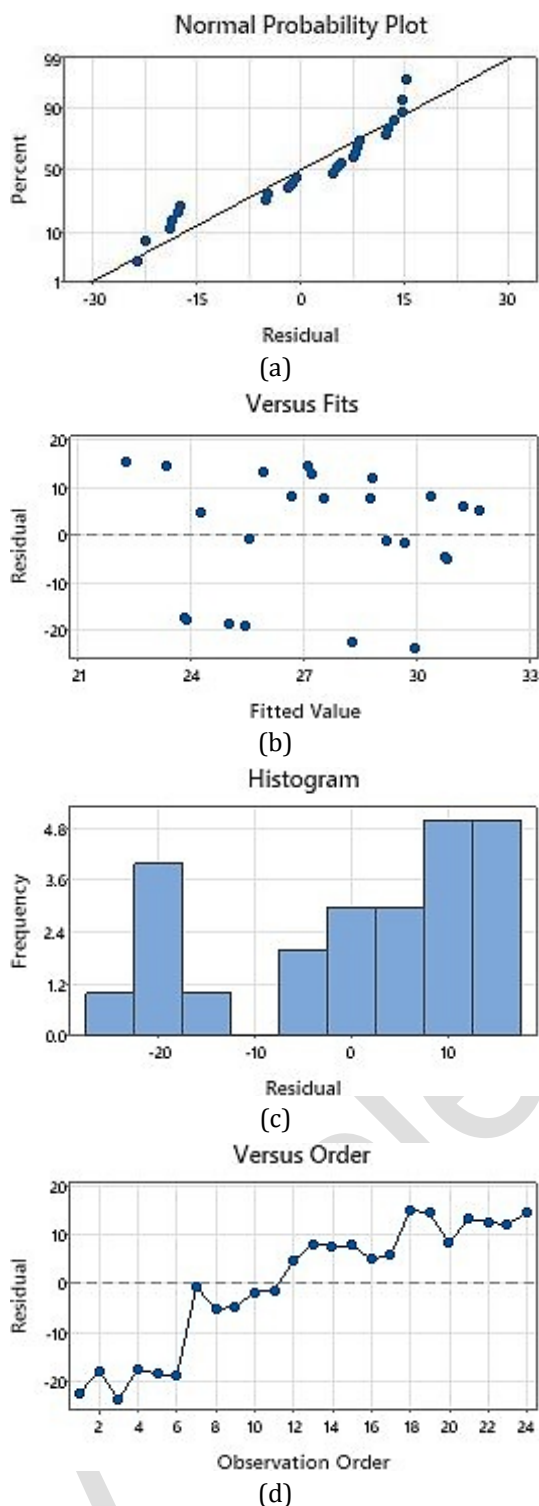 Normal Probability Plot
99
90
50
10
1
Percent
-30 -15 0 15 30
Residual
(a)
Versus Fits
20
10
0
-10
-20
Residual
21 24 27 30 33
Fitted Value
(b)
Histogram
4.8
3.6
2.4
1.2
0.0
Frequency
-20 -10 0 10
Residual
(c)
Versus Order
20
10
0
-10
-20
Residual
2 4 6 8 10 12 14 16 18 20 22 24
Observation Order
(d)